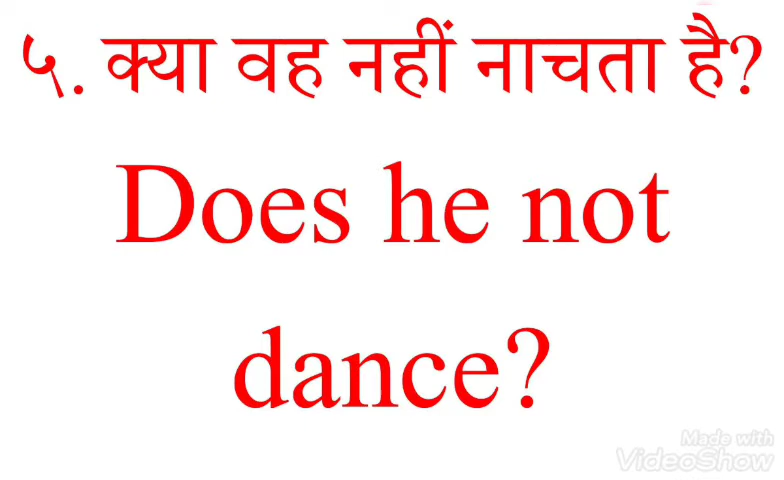 ५. क्या वह नहीं नाचता है?
Does he not
dance?
Made with
VideoShow